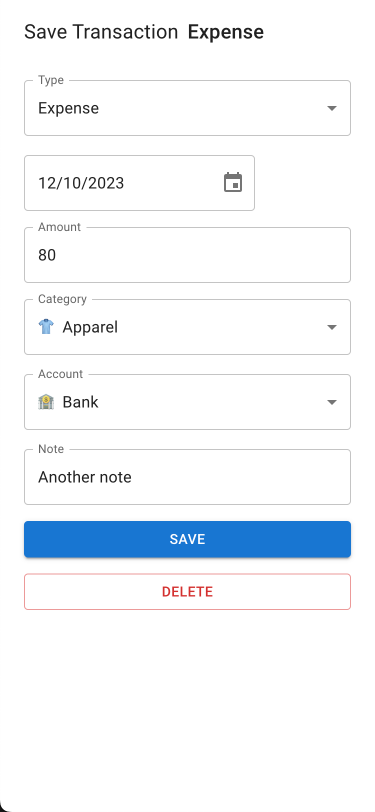 Save Transaction Expense
Type
Expense
12/10/2023
Amount
80
Category
Apparel
Account
Bank
Note
Another note
SAVE
DELETE